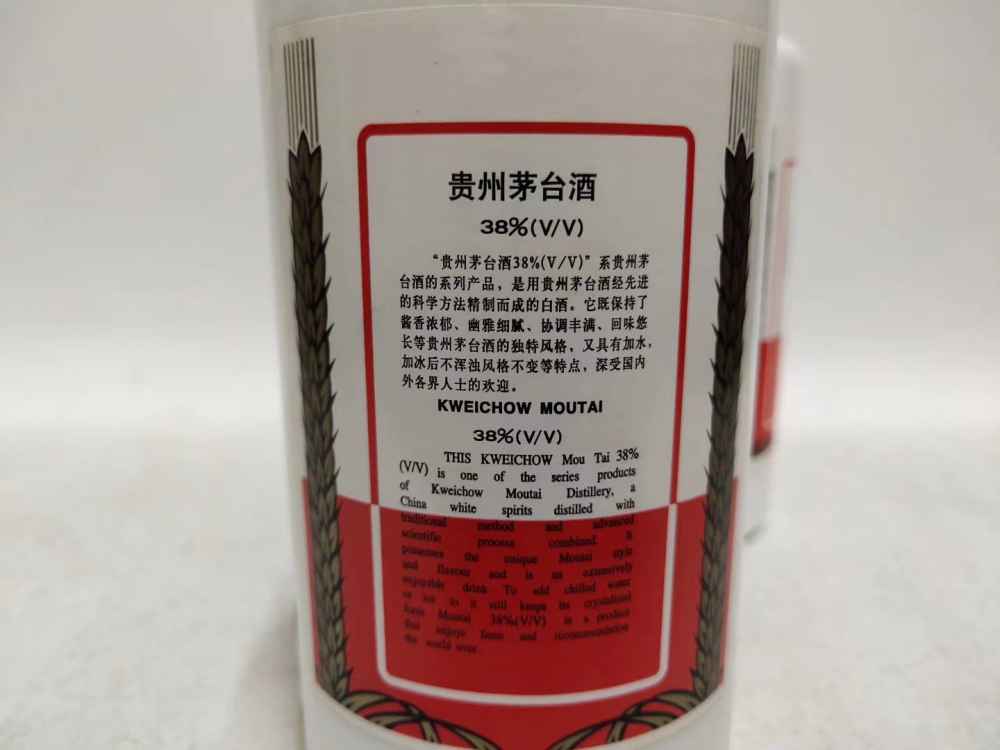 贵州茅台酒
38%(V/V)
“贵州茅台酒38%(V/V)”系贵州茅
台酒的系列产品，是用贵州茅台酒经先进
的科学方法精制而成的白酒。它既保持了
酱香浓郁、幽雅细腻、协调丰满、回味悠
长等贵州茅台酒的独特风格，又具有加水，
加冰后不浑浊风格不变等特点，深受国内
外各界人士的欢迎。
KWEICHOW MOUTAI
38%(V/V)
THIS KWEICHOW Mou Tai 38%
(V/V) is one of the series products
of Kweichow Moutai Distillery, a
China white spirits distilled with
traditional method and advanced
scientific process combined. It
possesses the unique Moutai style
and flavour and is an extensively
enjoyable drink To add chilled water
or ice to it still keeps its crystalized
form Moutai 38%(V/V) is a product
that enjoys fame and recommendation
the world over.